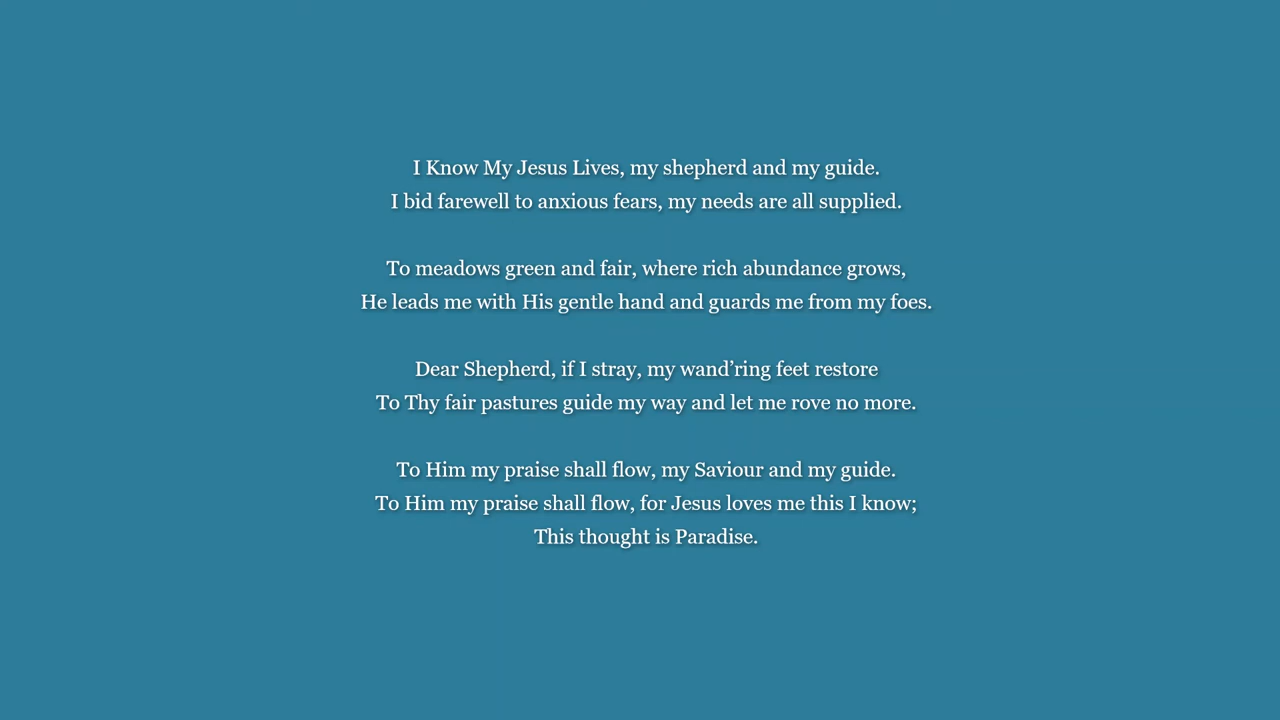 I Know My Jesus Lives, my shepherd and my guide.
I bid farewell to anxious fears, my needs are all supplied.
To meadows green and fair, where rich abundance grows,
He leads me with His gentle hand and guards me from my foes.
Dear Shepherd, if I stray, my wand’ring feet restore
To Thy fair pastures guide my way and let me rove no more.
To Him my praise shall flow, my Saviour and my guide.
To Him my praise shall flow, for Jesus loves me this I know;
This thought is Paradise.